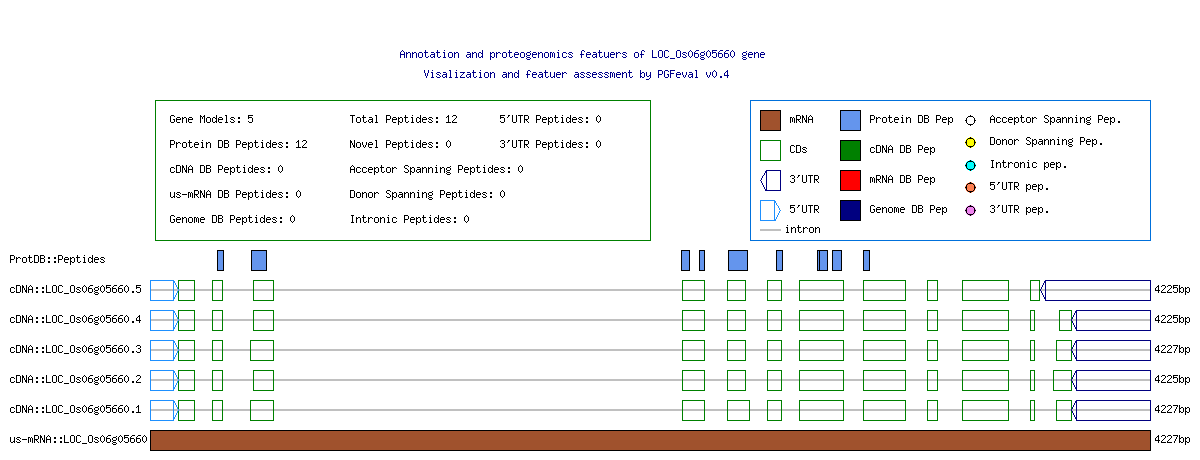 Annotation and proteogenomics featuers of LOC_Os06g05660 gene
Visalization and featuer assessment by PGFeval v0.4
Gene Models: 5 Total Peptides: 12 5'UTR Peptides: 0
Protein DB Peptides: 12 Novel Peptides: 0 3'UTR Peptides: 0
cDNA DB Peptides: 0 Acceptor Spanning Peptides: 0
us-mRNA DB Peptides: 0 Donor Spanning Peptides: 0
Genome DB Peptides: 0 Intronic Peptides: 0
mRNA Protein DB Pep Acceptor Spanning Pep.
CDs cDNA DB Pep Donor Spanning Pep.
3'UTR mRNA DB Pep Intronic pep.
5'UTR Genome DB Pep 5'UTR pep.
intron 3'UTR pep.
ProtDB::Peptides
cDNA::LOC_Os06g05660.5 4225bp
cDNA::LOC_Os06g05660.4 4225bp
cDNA::LOC_Os06g05660.3 4227bp
cDNA::LOC_Os06g05660.2 4225bp
cDNA::LOC_Os06g05660.1 4227bp
us-mRNA::LOC_Os06g05660 4227bp